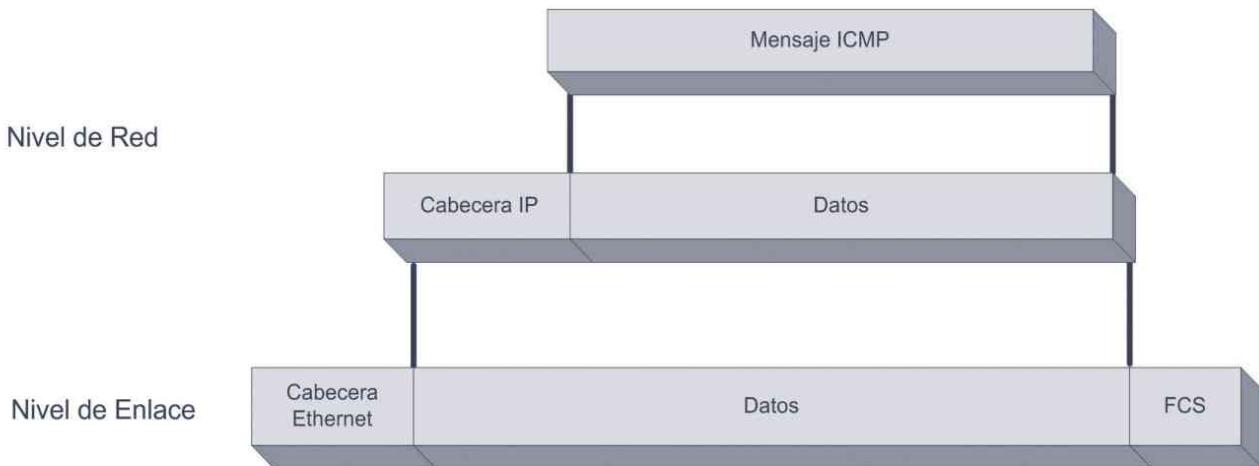 Mensaje ICMP
Nivel de Red
Cabecera IP
Datos
Nivel de Enlace
Cabecera
Ethernet
Datos
FCS